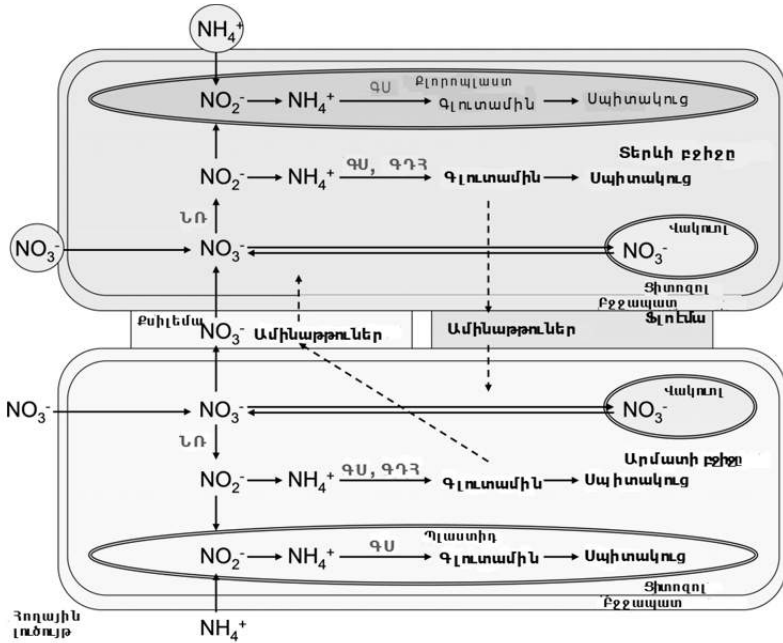 NH₄⁺
Քլորոպլաստ
NO₂⁻ NH₄⁺ ԳՍ Գլուտամին Սպիտակուց
Տերևի բջիջը
NO₂⁻ NH₄⁺ ԳՍ, ԳԴՀ Գլուտամին Սպիտակուց
ՆՌ
Վակուոլ
NO₃⁻ NO₃⁻ NO₃⁻
Ցիտոզոլ
Բջջապատ
Քսիլեմա Ֆլոէմա
NO₃⁻ Ամինաթթուներ Ամինաթթուներ
Վակուոլ
NO₃⁻ NO₃⁻ NO₃⁻
ՆՌ
Արմատի բջիջը
NO₂⁻ NH₄⁺ ԳՍ, ԳԴՀ Գլուտամին Սպիտակուց
Պլաստիդ
NO₂⁻ NH₄⁺ ԳՍ Գլուտամին Սպիտակուց
Ցիտոզոլ
Բջջապատ
Հողային
լուծույթ
NH₄⁺